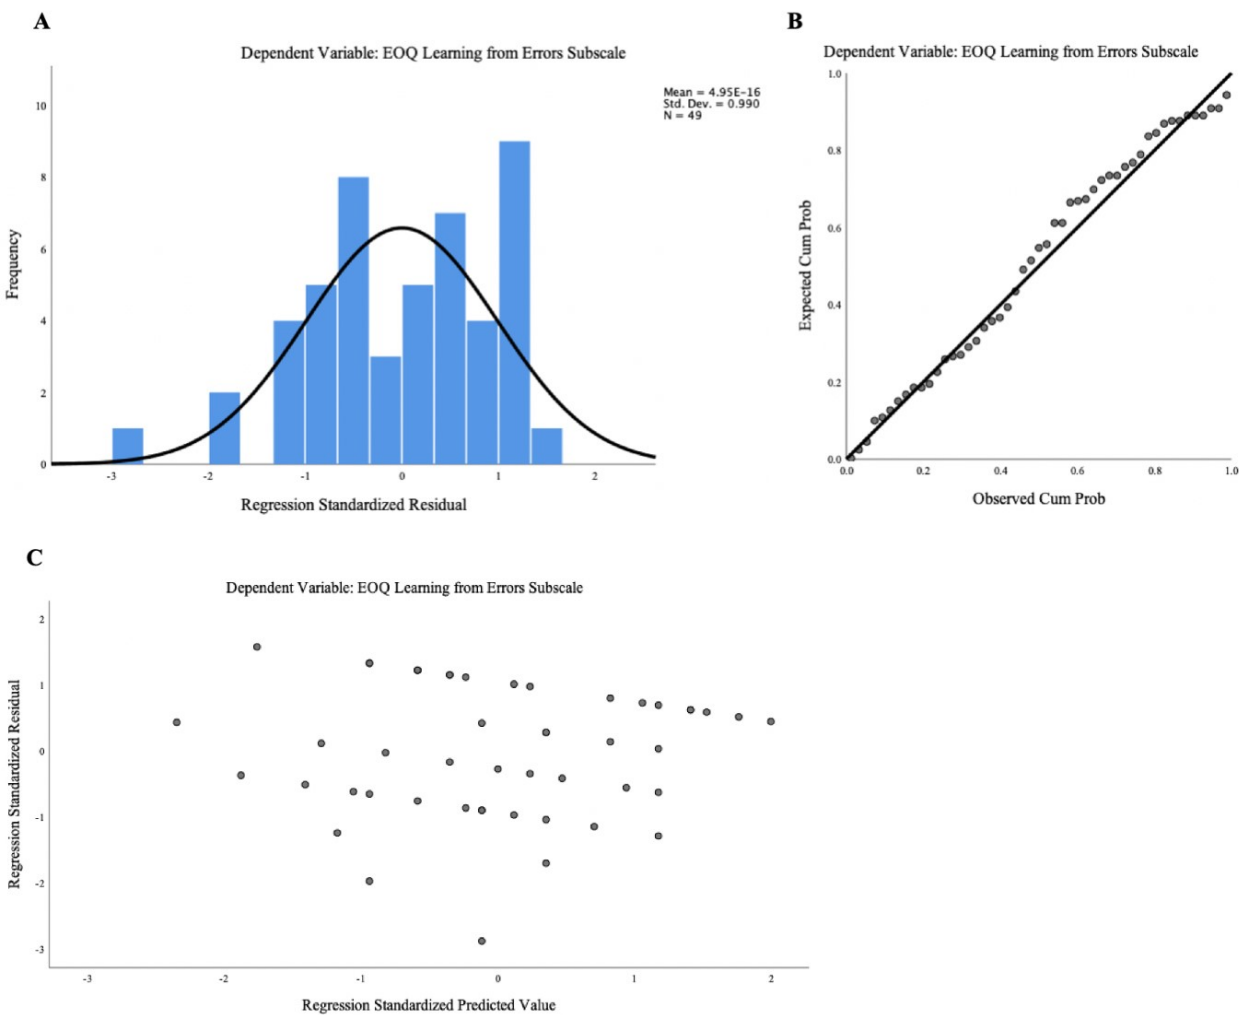 A
Dependent Variable: EOQ Learning from Errors Subscale
Mean = 4.95E-16
Std. Dev. = 0.990
N = 49
10
8
6
4
2
0
Frequency
-3
-2
-1
0
1
2
Regression Standardized Residual
B
Dependent Variable: EOQ Learning from Errors Subscale
1.0
0.8
0.6
0.4
0.2
0.0
Expected Cum Prob
0.0
0.2
0.4
0.6
0.8
1.0
Observed Cum Prob
C
Dependent Variable: EOQ Learning from Errors Subscale
2
1
0
-1
-2
-3
Regression Standardized Residual
-3
-2
-1
0
1
2
Regression Standardized Predicted Value